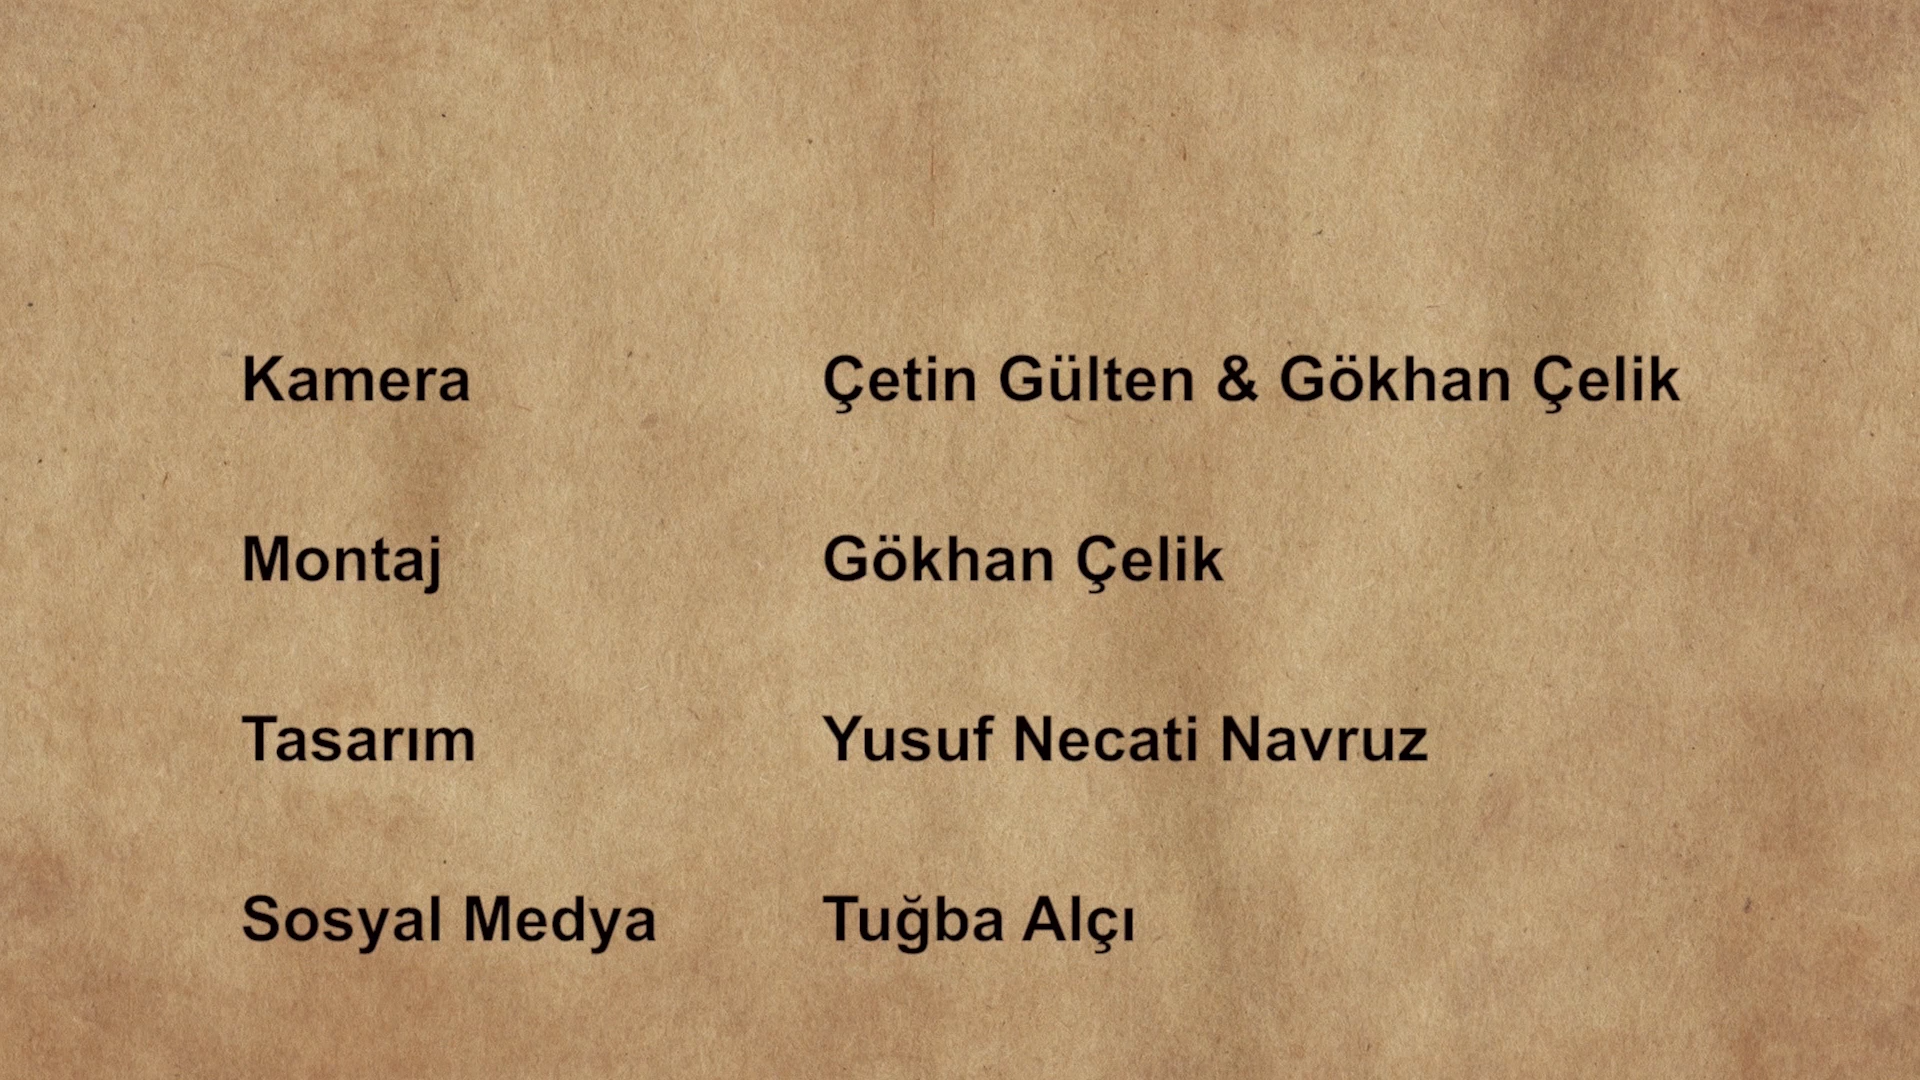 Kamera Çetin Gülten & Gökhan Çelik
Montaj Gökhan Çelik
Tasarım Yusuf Necati Navruz
Sosyal Medya Tuğba Alçı